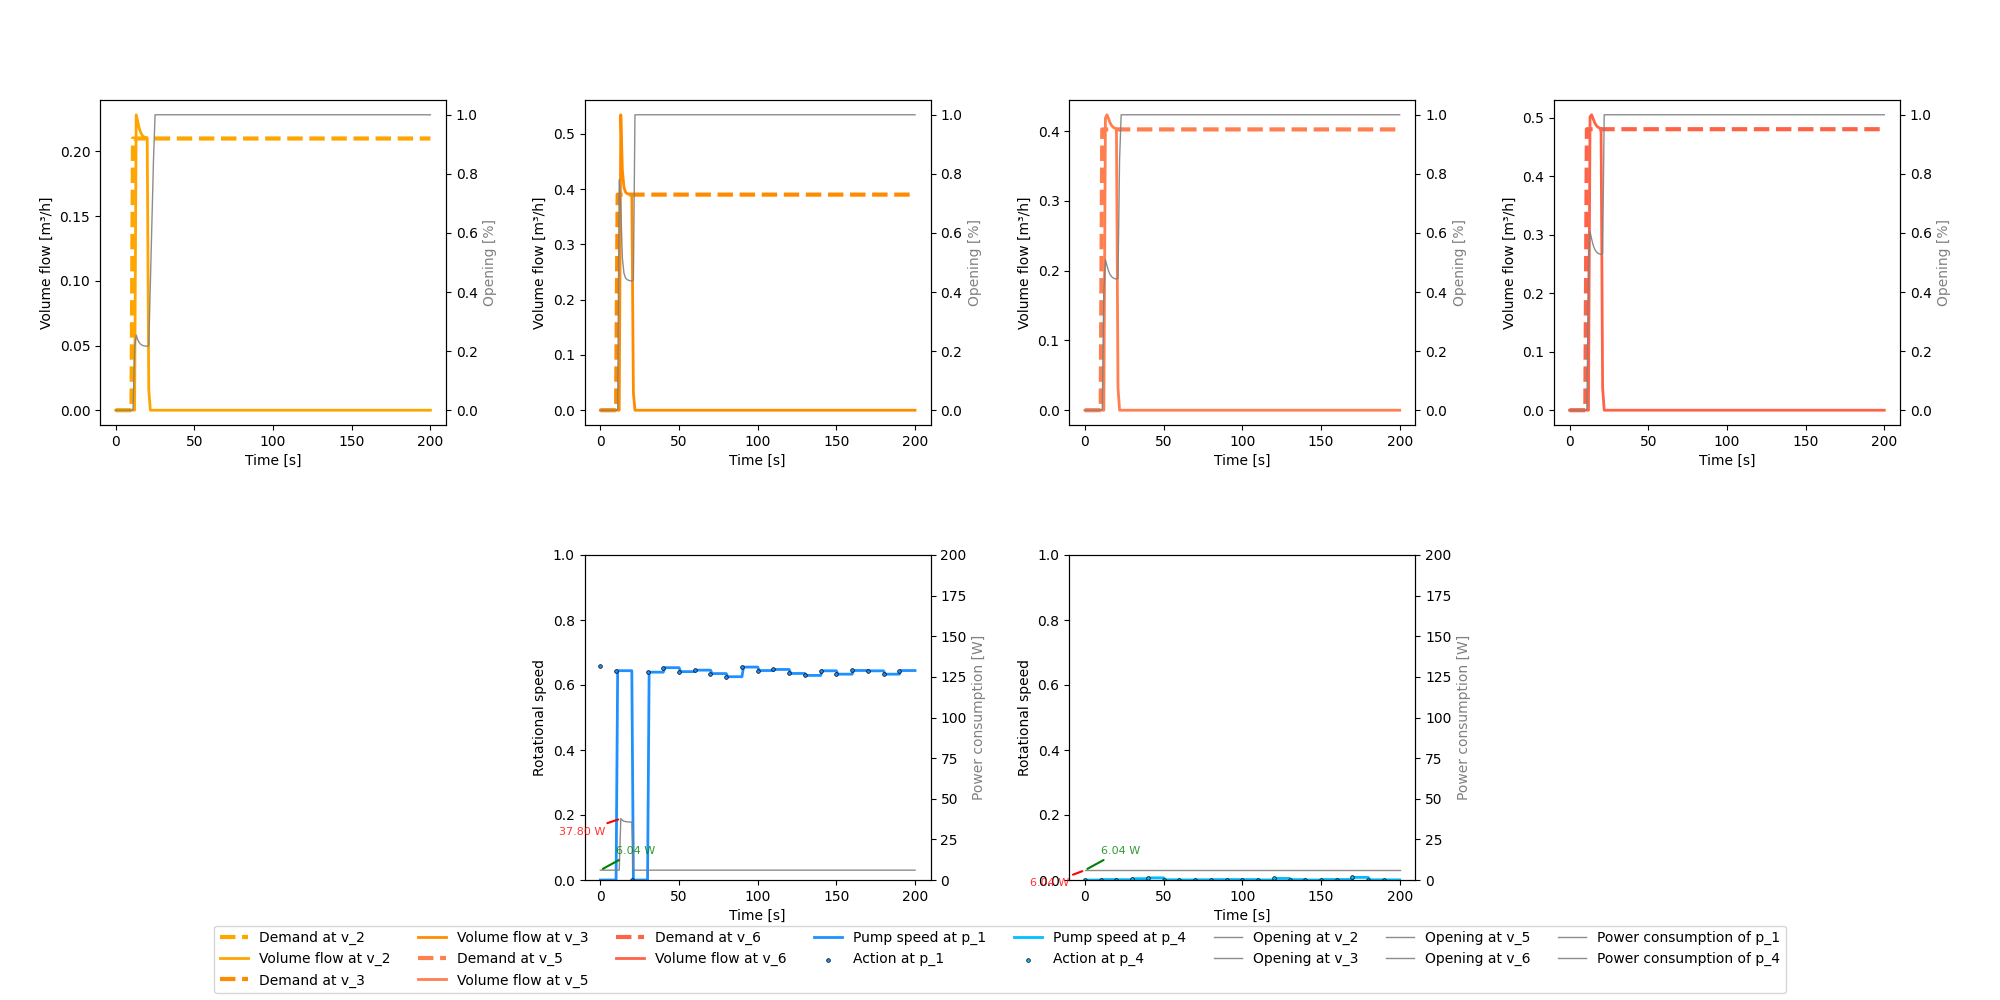 0.20
0.15
0.10
0.05
0.00
Volume flow [m³/h]
1.0
0.8
0.6
0.4
0.2
0.0
Opening [%]
0 50 100 150 200
Time [s]
0.5
0.4
0.3
0.2
0.1
0.0
Volume flow [m³/h]
1.0
0.8
0.6
0.4
0.2
0.0
Opening [%]
0 50 100 150 200
Time [s]
0.4
0.3
0.2
0.1
0.0
Volume flow [m³/h]
1.0
0.8
0.6
0.4
0.2
0.0
Opening [%]
0 50 100 150 200
Time [s]
0.5
0.4
0.3
0.2
0.1
0.0
Volume flow [m³/h]
1.0
0.8
0.6
0.4
0.2
0.0
Opening [%]
0 50 100 150 200
Time [s]
1.0
0.8
0.6
0.4
0.2
0.0
Rotational speed
37.80 W
6.04 W
200
175
150
125
100
75
50
25
0
Power consumption [W]
0 50 100 150 200
Time [s]
1.0
0.8
0.6
0.4
0.2
0.0
Rotational speed
6.04 W
6.04 W
200
175
150
125
100
75
50
25
0
Power consumption [W]
0 50 100 150 200
Time [s]
Demand at v_2
Volume flow at v_2
Demand at v_3
Volume flow at v_3
Demand at v_5
Volume flow at v_5
Demand at v_6
Volume flow at v_6
Pump speed at p_1
Action at p_1
Pump speed at p_4
Action at p_4
Opening at v_2
Opening at v_3
Opening at v_5
Opening at v_6
Power consumption of p_1
Power consumption of p_4